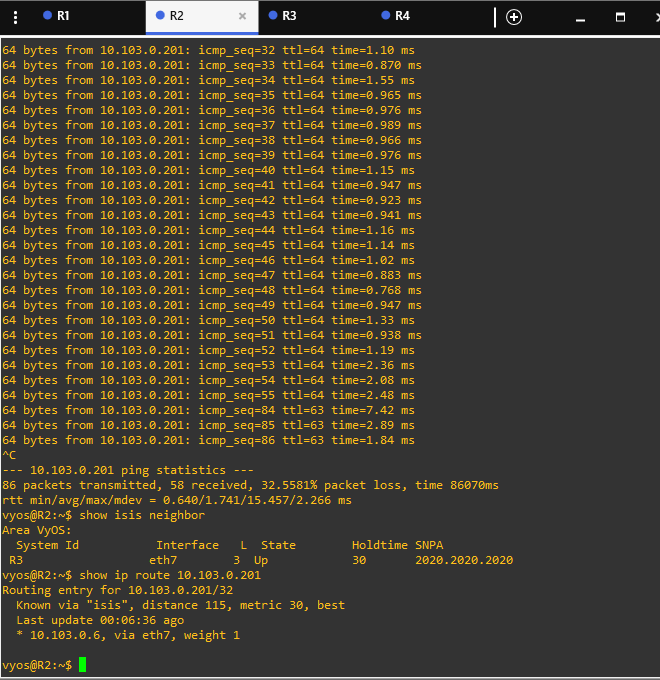 R1 R2 × R3 R4
64 bytes from 10.103.0.201: icmp_seq=32 ttl=64 time=1.10 ms
64 bytes from 10.103.0.201: icmp_seq=33 ttl=64 time=0.870 ms
64 bytes from 10.103.0.201: icmp_seq=34 ttl=64 time=1.55 ms
64 bytes from 10.103.0.201: icmp_seq=35 ttl=64 time=0.965 ms
64 bytes from 10.103.0.201: icmp_seq=36 ttl=64 time=0.976 ms
64 bytes from 10.103.0.201: icmp_seq=37 ttl=64 time=0.989 ms
64 bytes from 10.103.0.201: icmp_seq=38 ttl=64 time=0.966 ms
64 bytes from 10.103.0.201: icmp_seq=39 ttl=64 time=0.976 ms
64 bytes from 10.103.0.201: icmp_seq=40 ttl=64 time=1.15 ms
64 bytes from 10.103.0.201: icmp_seq=41 ttl=64 time=0.947 ms
64 bytes from 10.103.0.201: icmp_seq=42 ttl=64 time=0.923 ms
64 bytes from 10.103.0.201: icmp_seq=43 ttl=64 time=0.941 ms
64 bytes from 10.103.0.201: icmp_seq=44 ttl=64 time=1.16 ms
64 bytes from 10.103.0.201: icmp_seq=45 ttl=64 time=1.14 ms
64 bytes from 10.103.0.201: icmp_seq=46 ttl=64 time=1.02 ms
64 bytes from 10.103.0.201: icmp_seq=47 ttl=64 time=0.883 ms
64 bytes from 10.103.0.201: icmp_seq=48 ttl=64 time=0.768 ms
64 bytes from 10.103.0.201: icmp_seq=49 ttl=64 time=0.947 ms
64 bytes from 10.103.0.201: icmp_seq=50 ttl=64 time=1.33 ms
64 bytes from 10.103.0.201: icmp_seq=51 ttl=64 time=0.938 ms
64 bytes from 10.103.0.201: icmp_seq=52 ttl=64 time=1.19 ms
64 bytes from 10.103.0.201: icmp_seq=53 ttl=64 time=2.36 ms
64 bytes from 10.103.0.201: icmp_seq=54 ttl=64 time=2.08 ms
64 bytes from 10.103.0.201: icmp_seq=55 ttl=64 time=2.48 ms
64 bytes from 10.103.0.201: icmp_seq=84 ttl=63 time=7.42 ms
64 bytes from 10.103.0.201: icmp_seq=85 ttl=63 time=2.89 ms
64 bytes from 10.103.0.201: icmp_seq=86 ttl=63 time=1.84 ms
^C
--- 10.103.0.201 ping statistics ---
86 packets transmitted, 58 received, 32.5581% packet loss, time 86070ms
rtt min/avg/max/mdev = 0.640/1.741/15.457/2.266 ms
vyos@R2:~$ show isis neighbor
Area VyOS:
System Id Interface L State Holdtime SNPA
R3 eth7 3 Up 30 2020.2020.2020
vyos@R2:~$ show ip route 10.103.0.201
Routing entry for 10.103.0.201/32
Known via "isis", distance 115, metric 30, best
Last update 00:06:36 ago
* 10.103.0.6, via eth7, weight 1
vyos@R2:~$